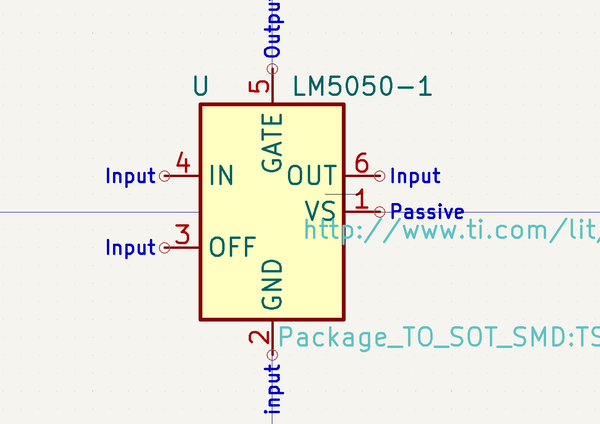 Outpu
U
5
LM5050-1
GATE
Input
4
IN
OUT
6
Input
VS
1
Passive
Input
3
OFF
http://www.ti.com/lit/
GND
2
Package_TO_SOT_SMD:TS
input